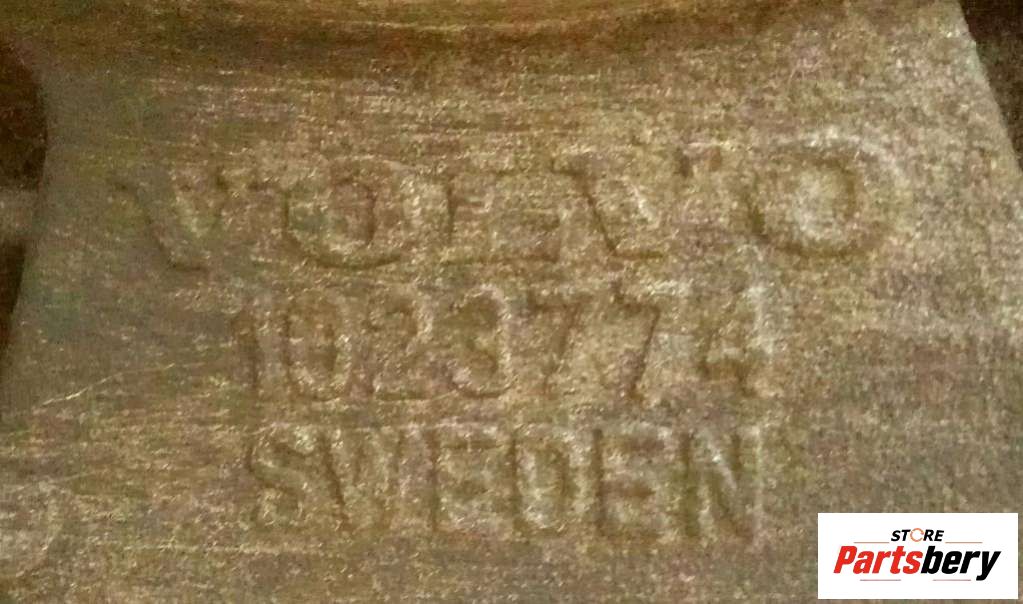 VOLVO
1023774
SWEDEN
STORE
Partsbery